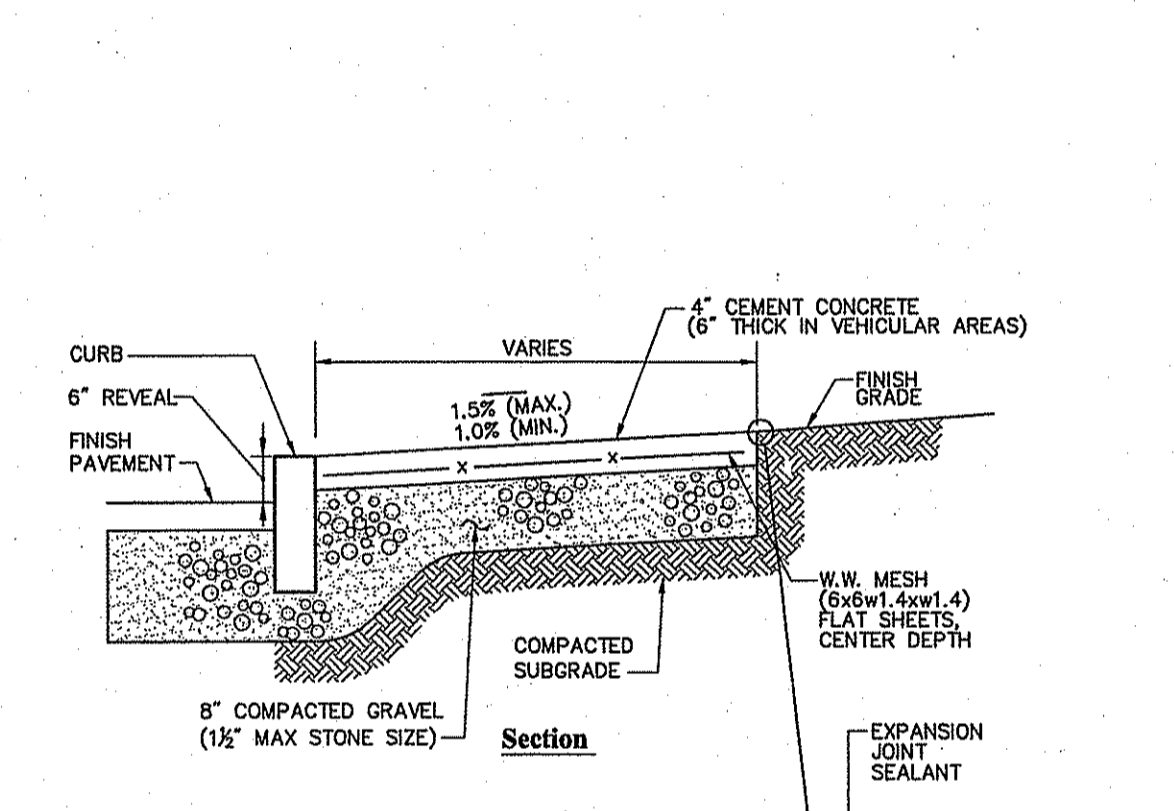 4" CEMENT CONCRETE
(6" THICK IN VEHICULAR AREAS)
VARIES
CURB
6" REVEAL
FINISH
PAVEMENT
1.5% (MAX.)
1.0% (MIN.)
FINISH
GRADE
x x
W.W. MESH
(6x6w1.4xw1.4)
FLAT SHEETS,
CENTER DEPTH
COMPACTED
SUBGRADE
8" COMPACTED GRAVEL
(1½" MAX STONE SIZE)
Section
EXPANSION
JOINT
SEALANT